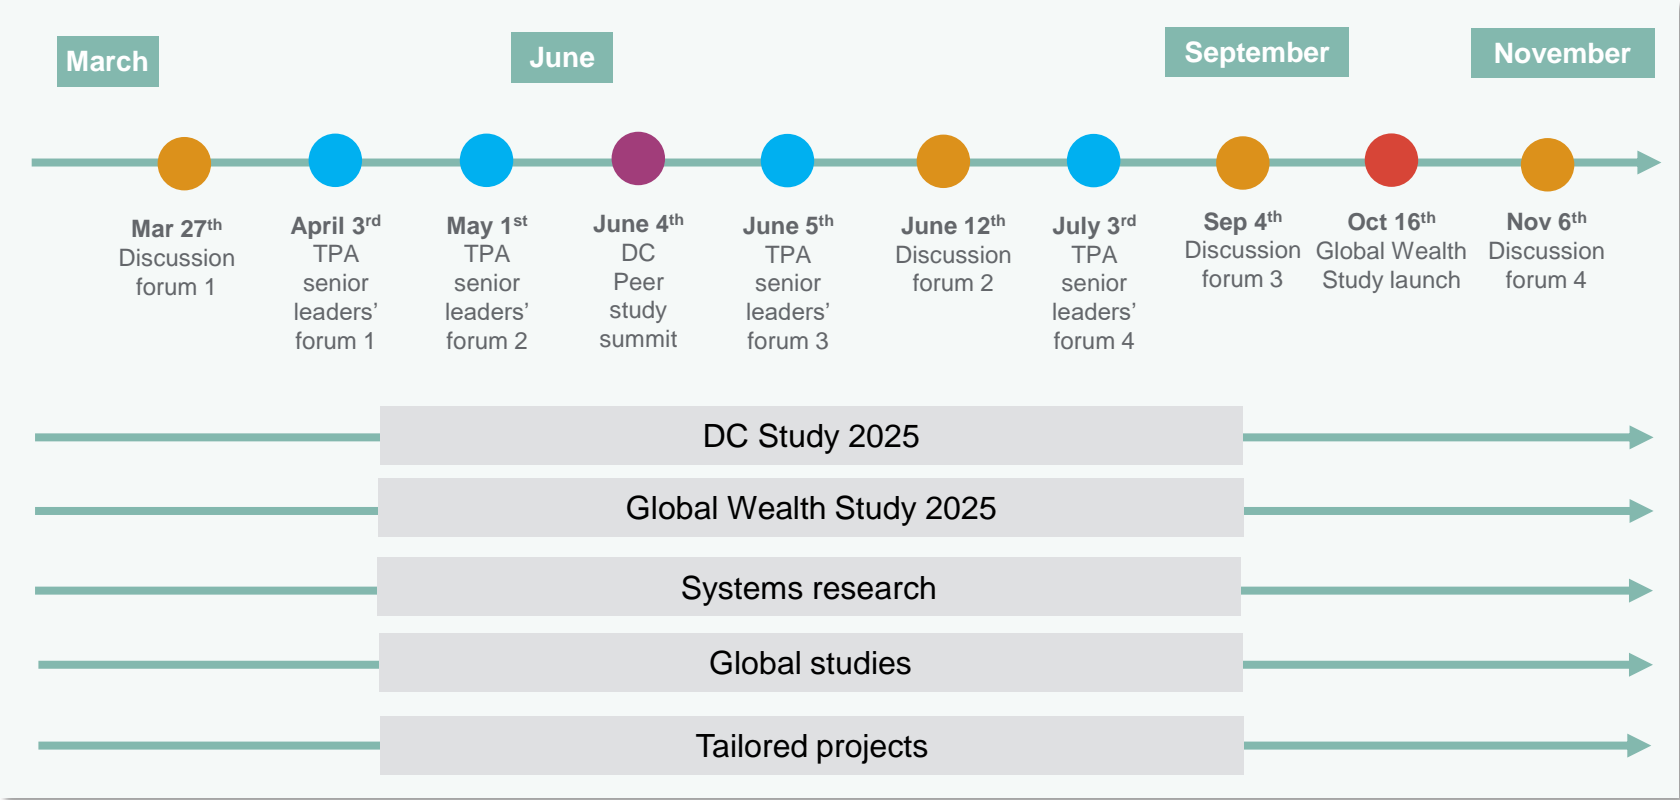 March
June
September
November
Mar 27th
Discussion
forum 1
April 3rd
TPA
senior
leaders’
forum 1
May 1st
TPA
senior
leaders’
forum 2
June 4th
DC
Peer
study
summit
June 5th
TPA
senior
leaders’
forum 3
June 12th
Discussion
forum 2
July 3rd
TPA
senior
leaders’
forum 4
Sep 4th
Discussion
forum 3
Oct 16th
Global Wealth
Study launch
Nov 6th
Discussion
forum 4
DC Study 2025
Global Wealth Study 2025
Systems research
Global studies
Tailored projects